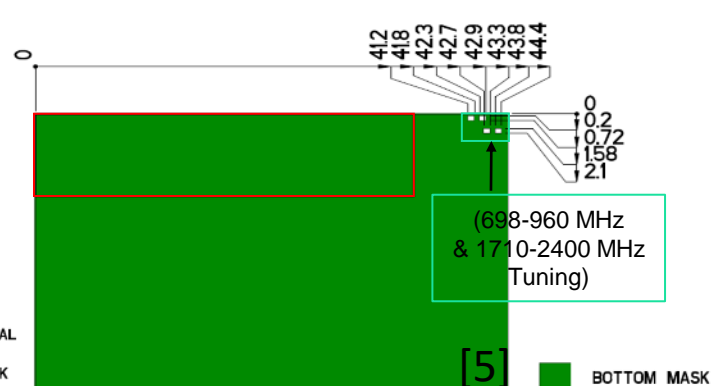 0
41.2
41.8
42.3
42.7
42.9
43.3
43.8
44.4
0
0.2
0.72
1.58
2.1
(698-960 MHz
& 1710-2400 MHz
Tuning)
AL
K
[5]
BOTTOM MASK